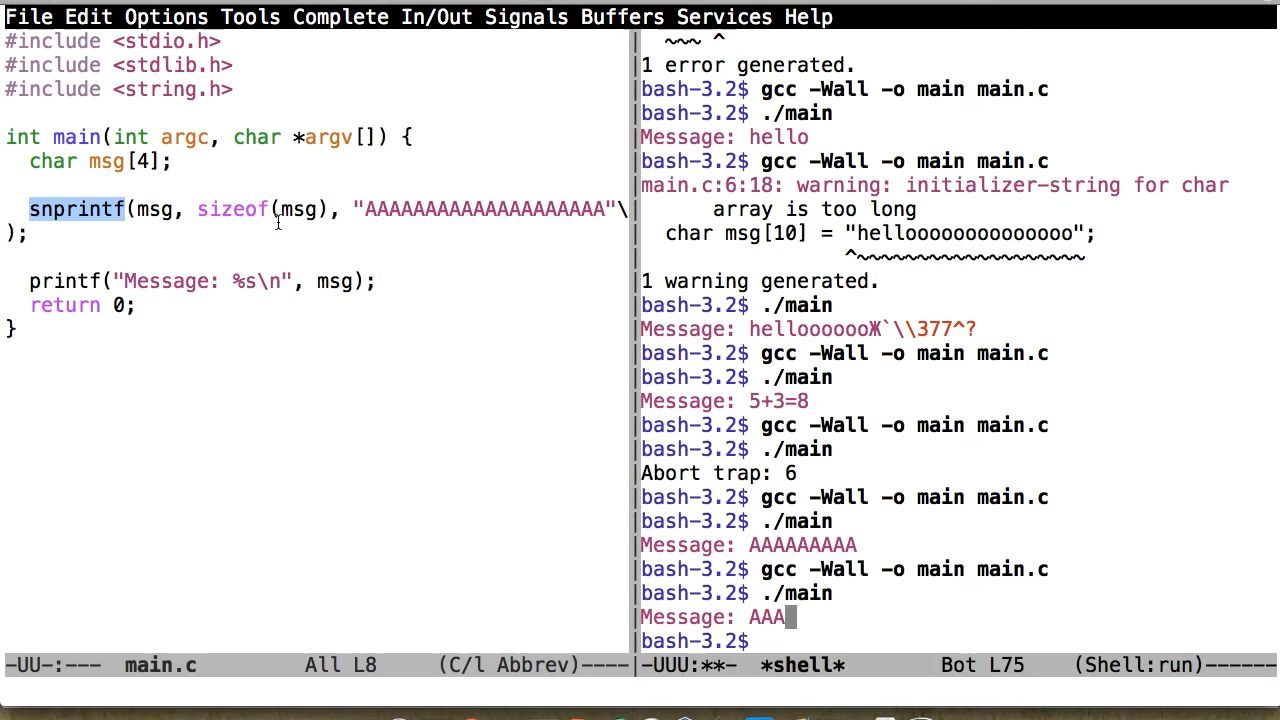 File Edit Options Tools Complete In/Out Signals Buffers Services Help
#include <stdio.h>
#include <stdlib.h>
#include <string.h>
int main(int argc, char *argv[]) {
  char msg[4];
  snprintf(msg, sizeof(msg), "AAAAAAAAAAAAAAAAAAAA"\
);
  printf("Message: %s\n", msg);
  return 0;
}
-UU-:---  main.c         All L8     (C/l Abbrev)----
  ~~~ ^
1 error generated.
bash-3.2$ gcc -Wall -o main main.c
bash-3.2$ ./main
Message: hello
bash-3.2$ gcc -Wall -o main main.c
main.c:6:18: warning: initializer-string for char
      array is too long
  char msg[10] = "helloooooooooooooo";
                 ^~~~~~~~~~~~~~~~~~~~
1 warning generated.
bash-3.2$ ./main
Message: hellooooooЖ`\\377^?
bash-3.2$ gcc -Wall -o main main.c
bash-3.2$ ./main
Message: 5+3=8
bash-3.2$ gcc -Wall -o main main.c
bash-3.2$ ./main
Abort trap: 6
bash-3.2$ gcc -Wall -o main main.c
bash-3.2$ ./main
Message: AAAAAAAAA
bash-3.2$ gcc -Wall -o main main.c
bash-3.2$ ./main
Message: AAA
bash-3.2$
-UUU:**-  *shell*        Bot L75    (Shell:run)------